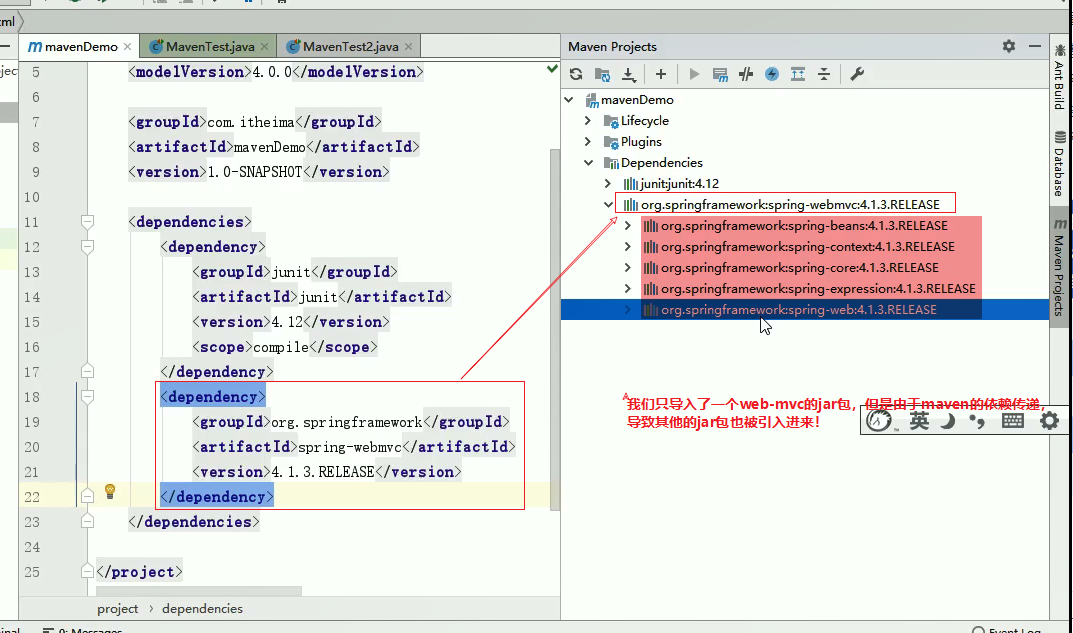 ml
mavenDemo
MavenTest.java
MavenTest2.java
5 <modelVersion>4.0.0</modelVersion>
6
7 <groupId>com.itheima</groupId>
8 <artifactId>mavenDemo</artifactId>
9 <version>1.0-SNAPSHOT</version>
10
11 <dependencies>
12 <dependency>
13 <groupId>junit</groupId>
14 <artifactId>junit</artifactId>
15 <version>4.12</version>
16 <scope>compile</scope>
17 </dependency>
18 <dependency>
19 <groupId>org.springframework</groupId>
20 <artifactId>spring-webmvc</artifactId>
21 <version>4.1.3.RELEASE</version>
22 </dependency>
23 </dependencies>
24
25 </project>
project › dependencies
Maven Projects
mavenDemo
Lifecycle
Plugins
Dependencies
junit:junit:4.12
org.springframework:spring-webmvc:4.1.3.RELEASE
org.springframework:spring-beans:4.1.3.RELEASE
org.springframework:spring-context:4.1.3.RELEASE
org.springframework:spring-core:4.1.3.RELEASE
org.springframework:spring-expression:4.1.3.RELEASE
org.springframework:spring-web:4.1.3.RELEASE
我们只导入了一个web-mvc的jar包，但是由于maven的依赖传递，
导致其他的jar包也被引入进来！
英
Ant Build
Database
Maven Projects
0: Messages
Event Log